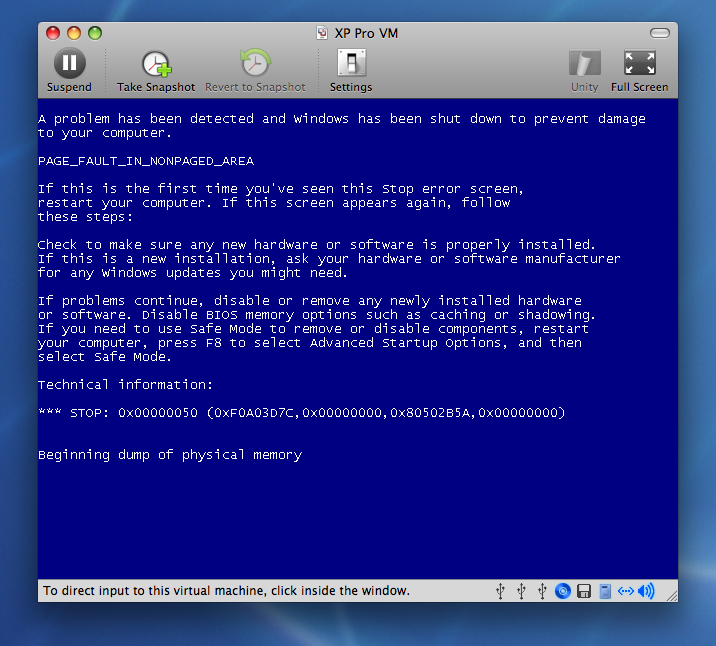 XP Pro VM
Suspend
Take Snapshot
Revert to Snapshot
Settings
Unity
Full Screen
A problem has been detected and Windows has been shut down to prevent damage
to your computer.
PAGE_FAULT_IN_NONPAGED_AREA
If this is the first time you've seen this Stop error screen,
restart your computer. If this screen appears again, follow
these steps:
Check to make sure any new hardware or software is properly installed.
If this is a new installation, ask your hardware or software manufacturer
for any Windows updates you might need.
If problems continue, disable or remove any newly installed hardware
or software. Disable BIOS memory options such as caching or shadowing.
If you need to use Safe Mode to remove or disable components, restart
your computer, press F8 to select Advanced Startup Options, and then
select Safe Mode.
Technical information:
*** STOP: 0x00000050 (0xF0A03D7C,0x00000000,0x80502B5A,0x00000000)
Beginning dump of physical memory
To direct input to this virtual machine, click inside the window.